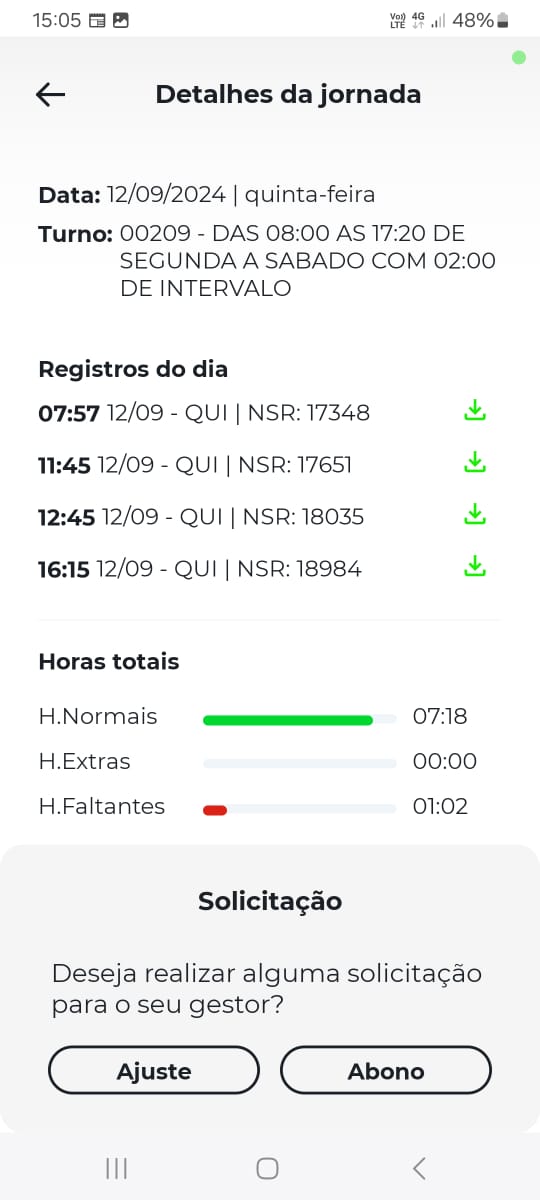 15:05
Vo)) 4G
LTE
48%
Detalhes da jornada
Data: 12/09/2024 | quinta-feira
Turno: 00209 - DAS 08:00 AS 17:20 DE
SEGUNDA A SABADO COM 02:00
DE INTERVALO
Registros do dia
07:57 12/09 - QUI | NSR: 17348
11:45 12/09 - QUI | NSR: 17651
12:45 12/09 - QUI | NSR: 18035
16:15 12/09 - QUI | NSR: 18984
Horas totais
H.Normais 07:18
H.Extras 00:00
H.Faltantes 01:02
Solicitação
Deseja realizar alguma solicitação
para o seu gestor?
Ajuste Abono